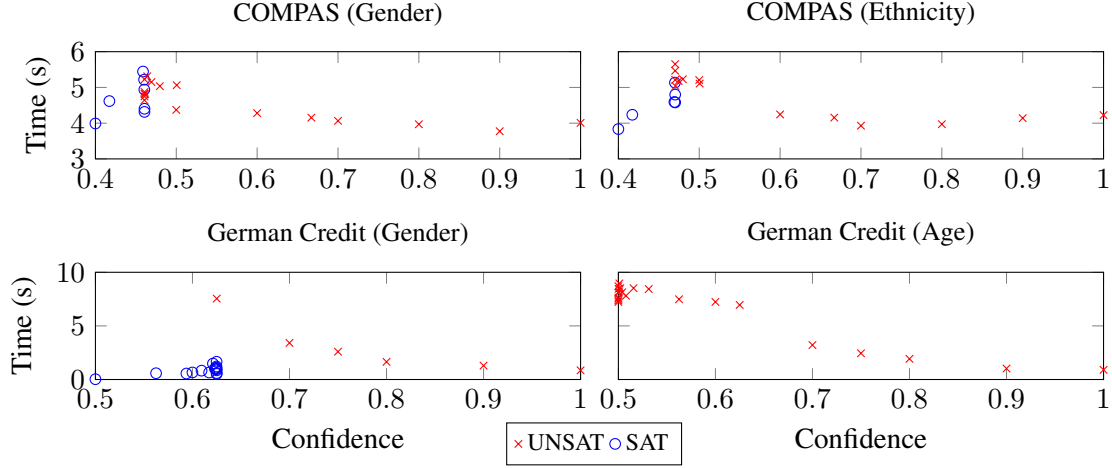 COMPAS (Gender)
COMPAS (Ethnicity)
Time (s)
6
5
4
3
0.4 0.5 0.6 0.7 0.8 0.9 1
0.4 0.5 0.6 0.7 0.8 0.9 1
German Credit (Gender)
German Credit (Age)
Time (s)
10
5
0
0.5 0.6 0.7 0.8 0.9 1
0.5 0.6 0.7 0.8 0.9 1
Confidence
Confidence
UNSAT SAT